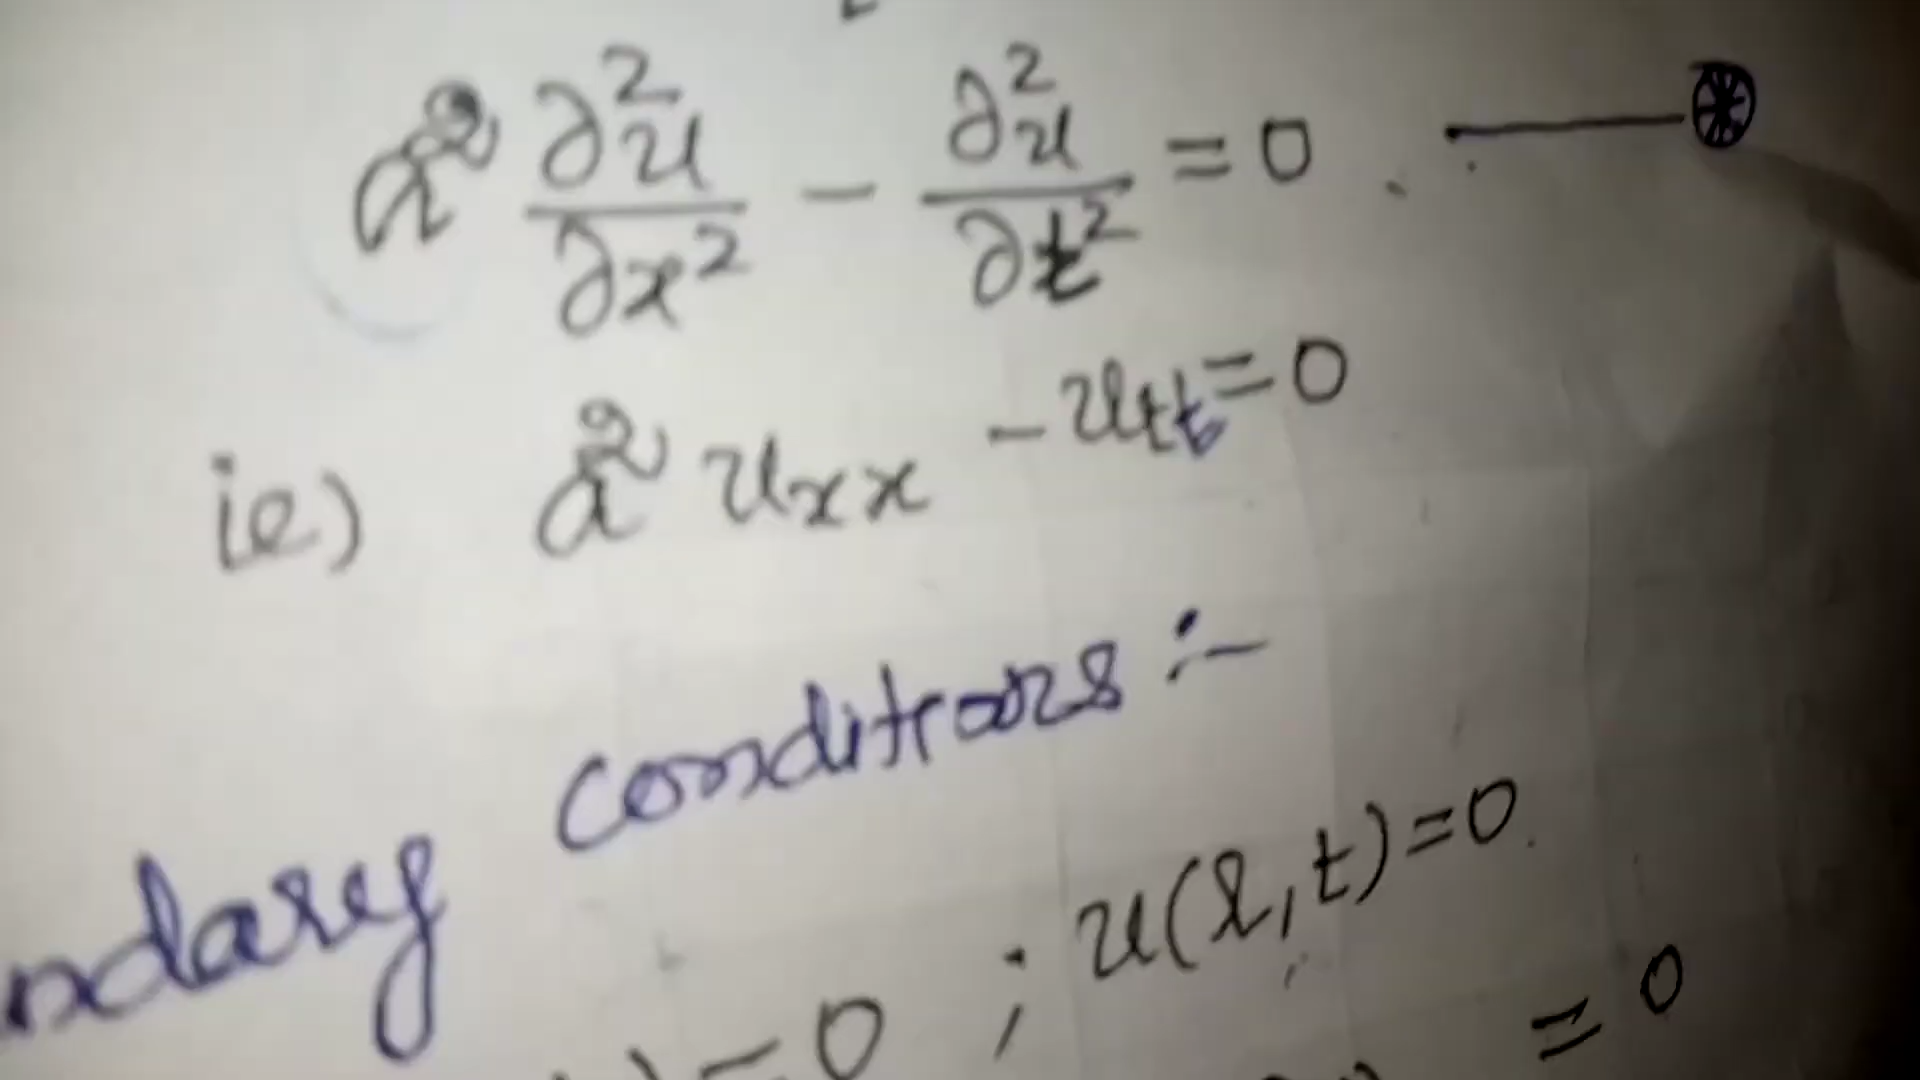 a² ∂²u/∂x² - ∂²u/∂t² = 0. —— ⊛
ie) a² uxx - utt = 0
ndary conditions :-
= 0 ; u(l,t) = 0.
= 0